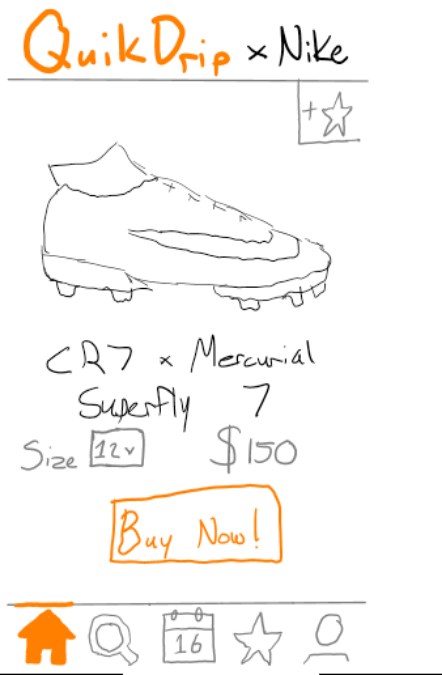 QuikDrip x Nike
+
CR7 x Mercurial
Superfly 7
Size 12 $150
Buy Now!
16